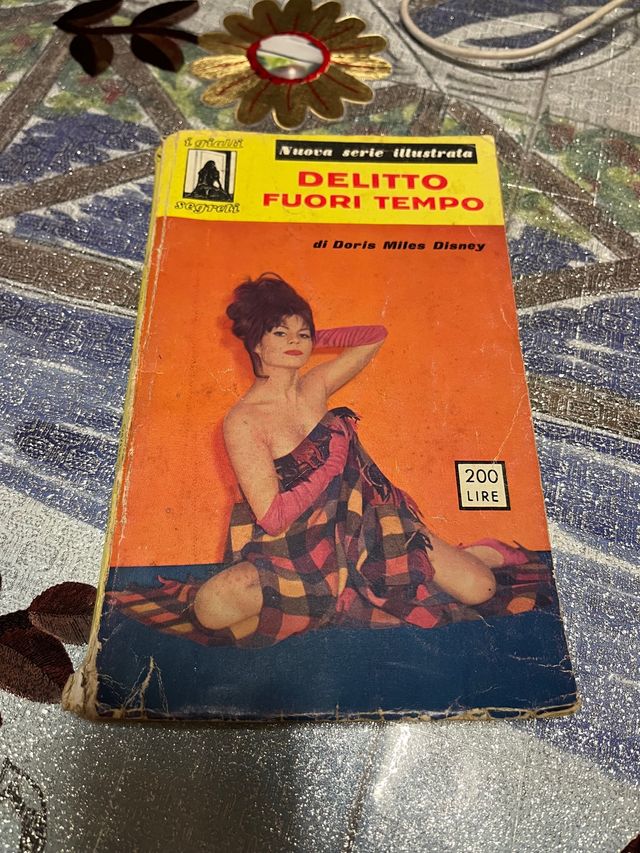 i gialli
segreti
Nuova serie illustrata
DELITTO
FUORI TEMPO
di Doris Miles Disney
200
LIRE